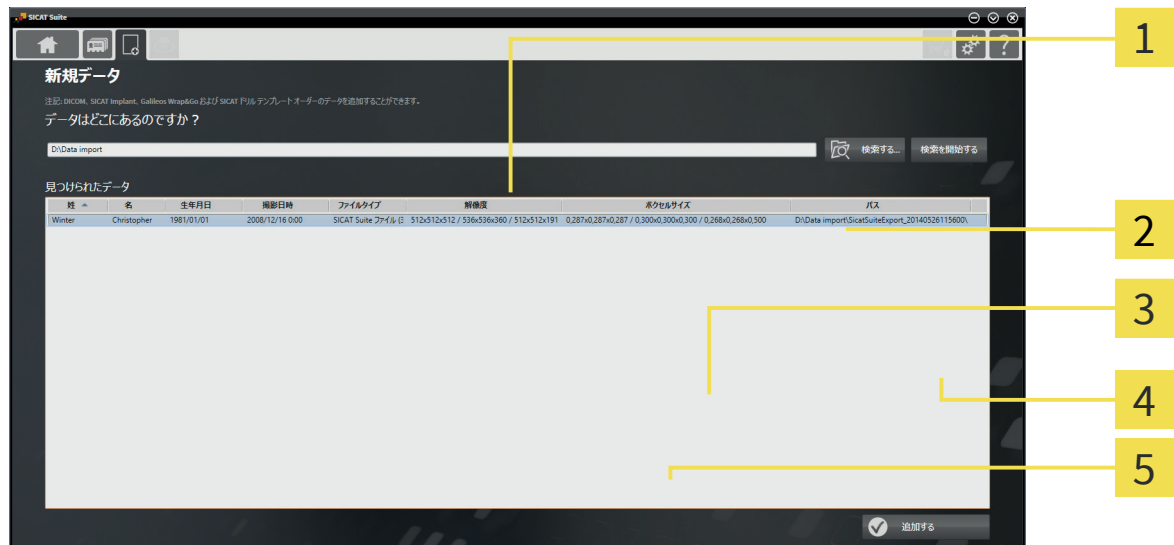 SICAT Suite
新規データ
注記: DICOM, SICAT Implant, Galileos Wrap&Go および SICAT ドリル テンプレート オーダーのデータを追加することができます。
データはどこにあるのですか？
D:\Data import 検索する... 検索を開始する
見つけられたデータ
姓 名 生年月日 撮影日時 ファイルタイプ 解像度 ボクセルサイズ パス
Winter Christopher 1981/01/01 2008/12/16 0:00 SICAT Suite ファイル (3 512x512x512 / 536x536x360 / 512x512x191 0,287x0,287x0,287 / 0,300x0,300x0,300 / 0,268x0,268x0,500 D:\Data import\SicatSuiteExport_20140526115600\
追加する
1
2
3
4
5